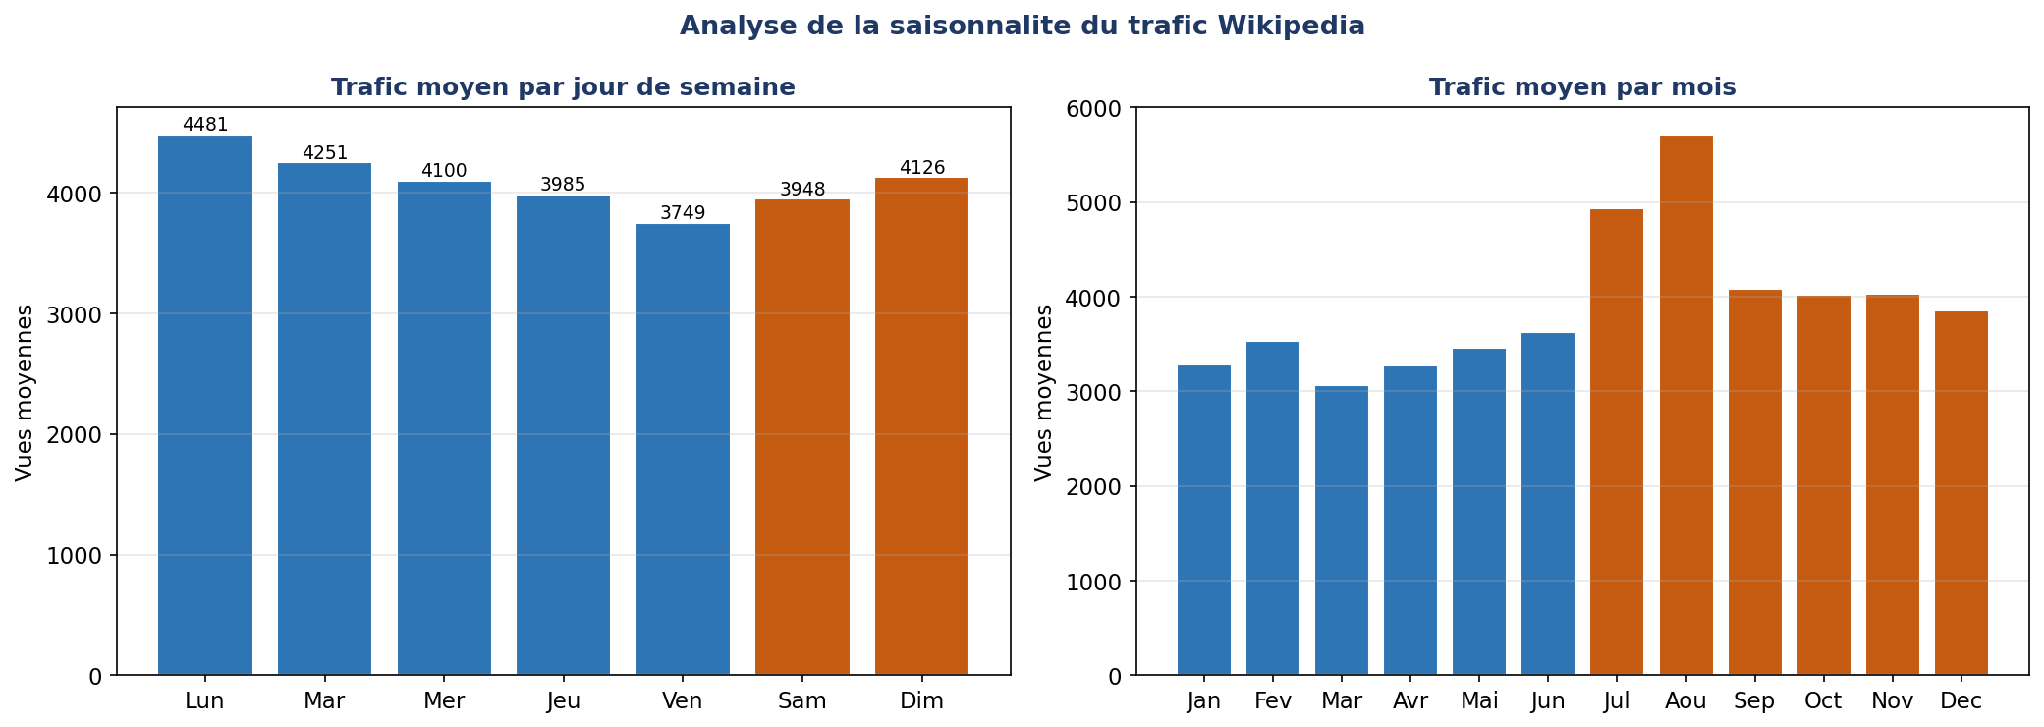 Analyse de la saisonnalite du trafic Wikipedia
Trafic moyen par jour de semaine
Vues moyennes
4000
3000
2000
1000
0
4481
4251
4100
3985
3749
3948
4126
Lun Mar Mer Jeu Ven Sam Dim
Trafic moyen par mois
Vues moyennes
6000
5000
4000
3000
2000
1000
0
Jan Fev Mar Avr Mai Jun Jul Aou Sep Oct Nov Dec